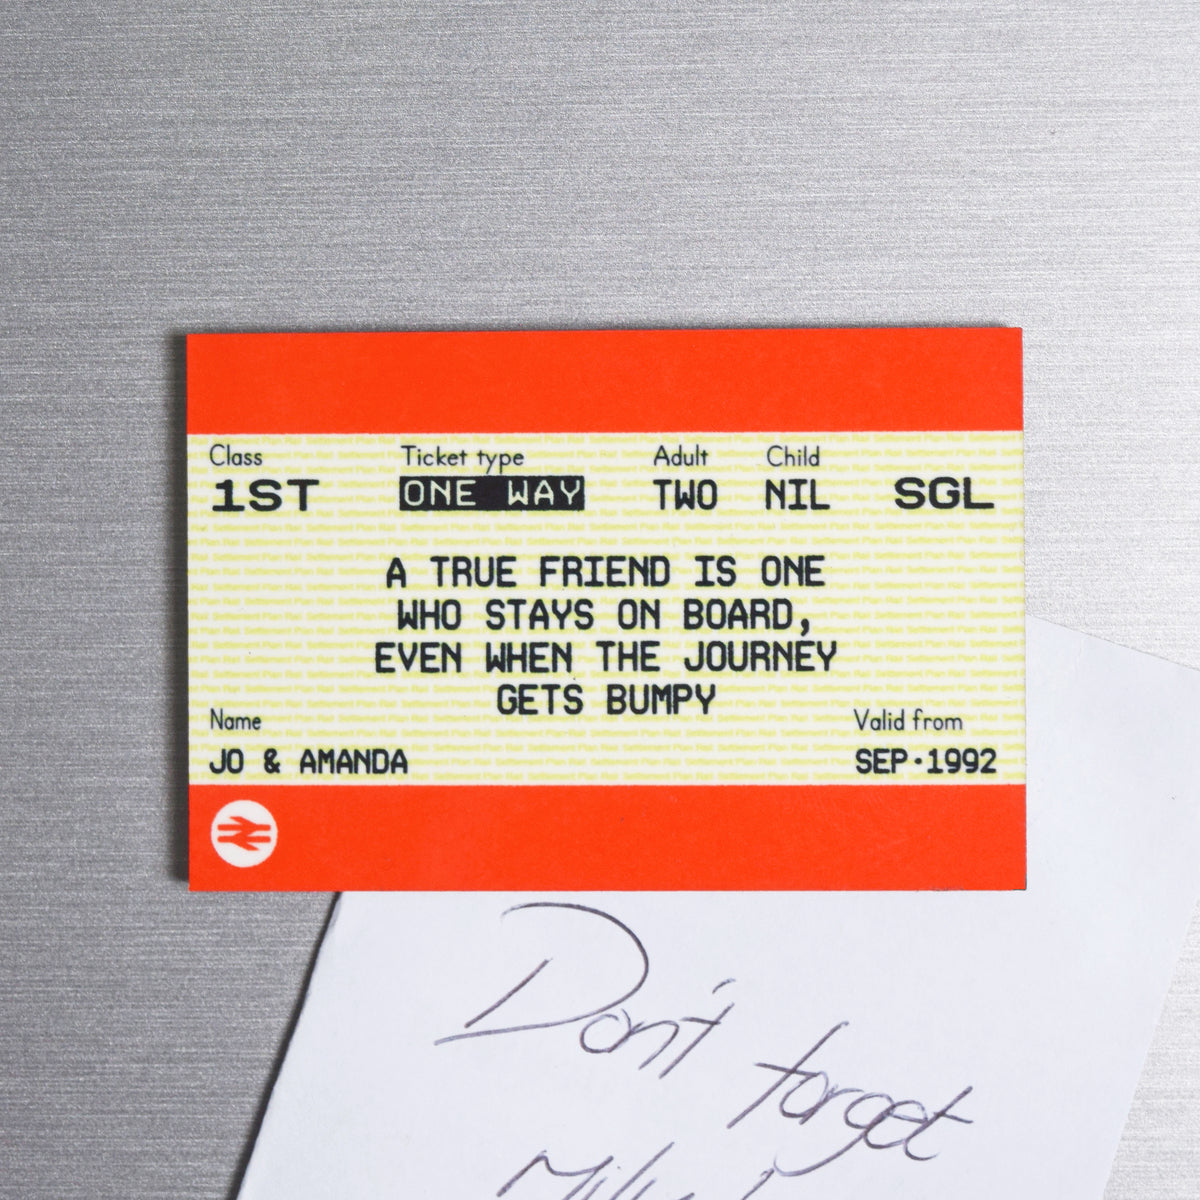 Class Ticket type Adult Child
1ST ONE WAY TWO NIL SGL
A TRUE FRIEND IS ONE
WHO STAYS ON BOARD,
EVEN WHEN THE JOURNEY
GETS BUMPY
Name Valid from
JO & AMANDA SEP·1992
Don't
forget